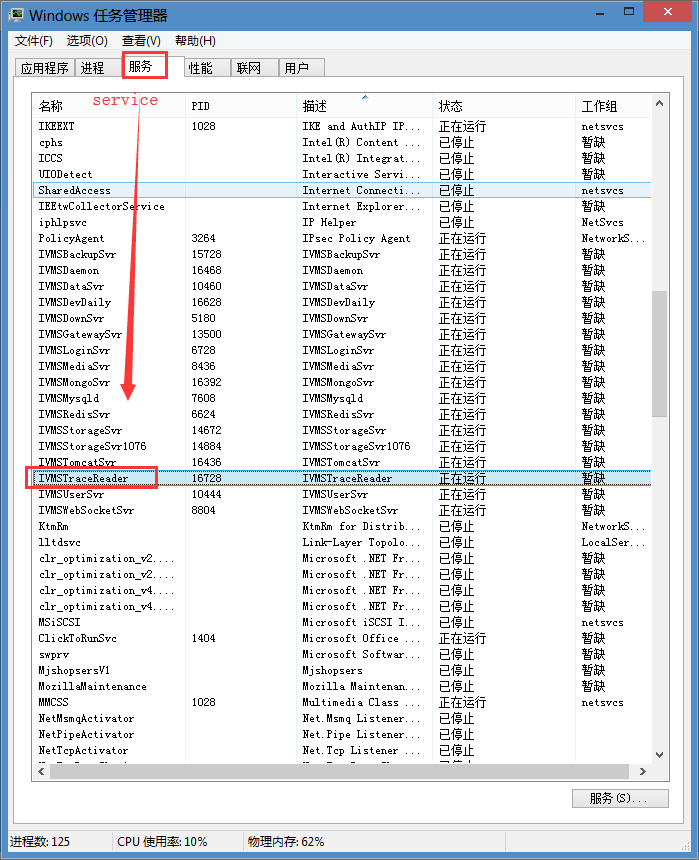 Windows 任务管理器
文件(F) 选项(O) 查看(V) 帮助(H)
应用程序 进程 服务 性能 联网 用户
service
名称 PID 描述 状态 工作组
IKEEXT 1028 IKE and AuthIP IP... 正在运行 netsvcs
cphs Intel(R) Content ... 已停止 暂缺
ICCS Intel(R) Integrat... 已停止 暂缺
UI0Detect Interactive Servi... 已停止 暂缺
SharedAccess Internet Connecti... 已停止 netsvcs
IEEtwCollectorService Internet Explorer... 已停止 暂缺
iphlpsvc IP Helper 已停止 NetSvcs
PolicyAgent 3264 IPsec Policy Agent 正在运行 NetworkS...
IVMSBackupSvr 15728 IVMSBackupSvr 正在运行 暂缺
IVMSDaemon 16468 IVMSDaemon 正在运行 暂缺
IVMSDataSvr 10460 IVMSDataSvr 正在运行 暂缺
IVMSDevDaily 16628 IVMSDevDaily 正在运行 暂缺
IVMSDownSvr 5180 IVMSDownSvr 正在运行 暂缺
IVMSGatewaySvr 13500 IVMSGatewaySvr 正在运行 暂缺
IVMSLoginSvr 6728 IVMSLoginSvr 正在运行 暂缺
IVMSMediaSvr 8436 IVMSMediaSvr 正在运行 暂缺
IVMSMongoSvr 16392 IVMSMongoSvr 正在运行 暂缺
IVMSMysqld 7608 IVMSMysqld 正在运行 暂缺
IVMSRedisSvr 6624 IVMSRedisSvr 正在运行 暂缺
IVMSStorageSvr 14672 IVMSStorageSvr 正在运行 暂缺
IVMSStorageSvr1076 14884 IVMSStorageSvr1076 正在运行 暂缺
IVMSTomcatSvr 16436 IVMSTomcatSvr 正在运行 暂缺
IVMSTraceReader 16728 IVMSTraceReader 正在运行 暂缺
IVMSUserSvr 10444 IVMSUserSvr 正在运行 暂缺
IVMSWebSocketSvr 8804 IVMSWebSocketSvr 正在运行 暂缺
KtmRm KtmRm for Distrib... 已停止 NetworkS...
lltdsvc Link-Layer Topolo... 已停止 LocalSer...
clr_optimization_v2.... Microsoft .NET Fr... 已停止 暂缺
clr_optimization_v2.... Microsoft .NET Fr... 已停止 暂缺
clr_optimization_v4.... Microsoft .NET Fr... 已停止 暂缺
clr_optimization_v4.... Microsoft .NET Fr... 已停止 暂缺
MSiSCSI Microsoft iSCSI I... 已停止 netsvcs
ClickToRunSvc 1404 Microsoft Office ... 正在运行 暂缺
swprv Microsoft Softwar... 已停止 暂缺
MjshopsersV1 Mjshopsers 已停止 暂缺
MozillaMaintenance Mozilla Maintenan... 已停止 暂缺
MMCSS 1028 Multimedia Class ... 正在运行 netsvcs
NetMsmqActivator Net.Msmq Listener... 已停止 暂缺
NetPipeActivator Net.Pipe Listener... 已停止 暂缺
NetTcpActivator Net.Tcp Listener ... 已停止 暂缺
服务(S)...
进程数: 125 CPU 使用率: 10% 物理内存: 62%